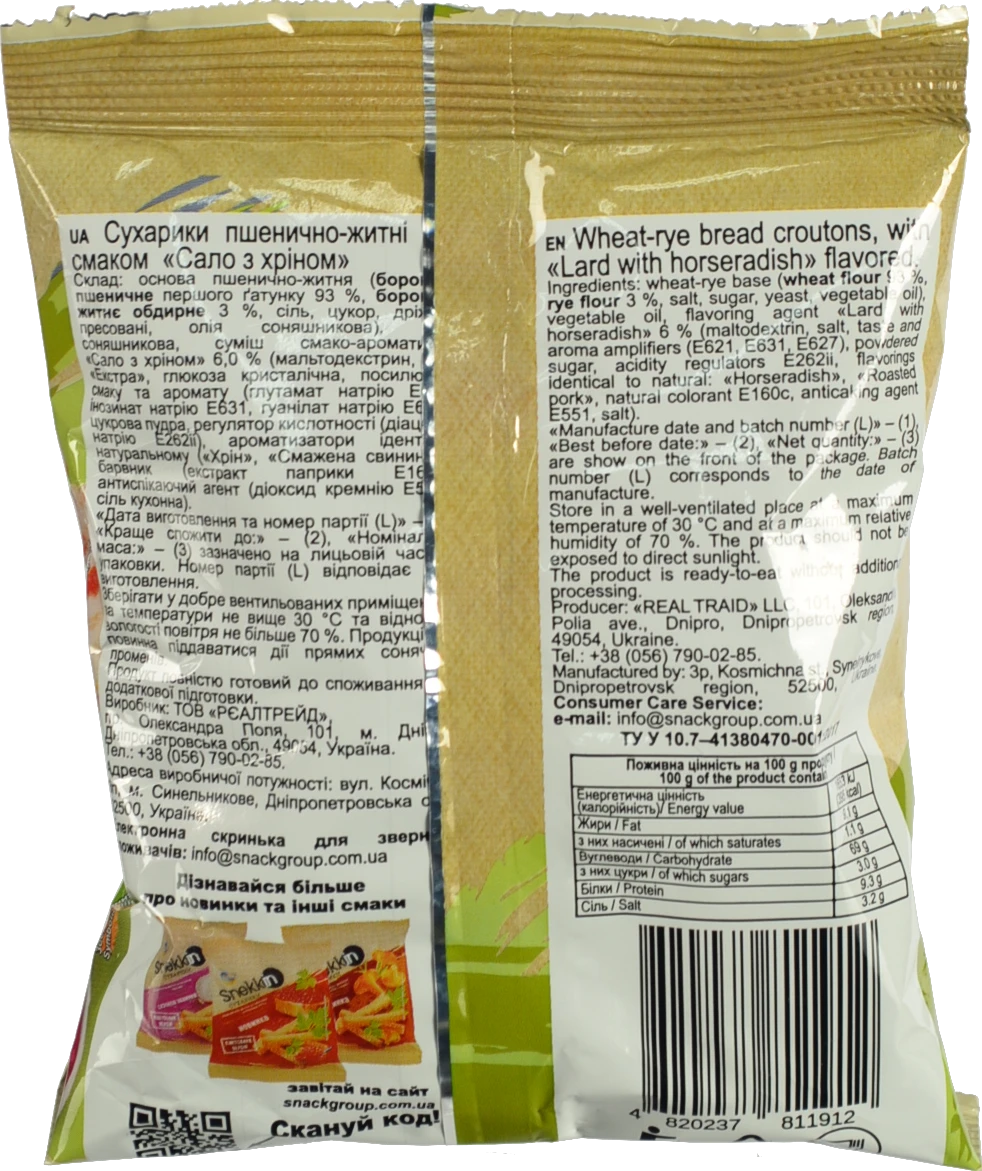 UA Сухарики пшенично-житні
смаком «Сало з хріном»
Склад: основа пшенично-житня (борош
пшеничне першого ґатунку 93 %, борош
житнє обдирне 3 %, сіль, цукор, дріж
пресовані, олія соняшникова),
соняшникова, суміш смако-аромати
«Сало з хріном» 6,0 % (мальтодекстрин,
«Екстра», глюкоза кристалічна, посилю
смаку та аромату (глутамат натрію Е
інозинат натрію Е631, гуанілат натрію Е6
цукрова пудра, регулятор кислотності (діац
натрію Е262ii), ароматизатори ідент
натуральному («Хрін», «Смажена свинин
барвник (екстракт паприки Е16
антиспікаючий агент (діоксид кремнію Е5
сіль кухонна).
«Дата виготовлення та номер партії (L)» –
«Краще спожити до:» – (2), «Номінал
маса:» – (3) зазначено на лицьовій час
упаковки. Номер партії (L) відповідає
виготовлення.
Зберігати у добре вентильованих приміщен
за температури не вище 30 °С та відно
вологості повітря не більше 70 %. Продукці
повинна піддаватися дії прямих соняч
променів.
Продукт повністю готовий до споживання
додаткової підготовки.
Виробник: ТОВ «РЄАЛТРЕЙД»,
пр. Олександра Поля, 101, м. Дні
Дніпропетровська обл., 49054, Україна.
Тел.: +38 (056) 790-02-85.
Адреса виробничої потужності: вул. Космі
м. Синельникове, Дніпропетровська о
52500, Україна.
Електронна скринька для зверн
споживачів: info@snackgroup.com.ua
Дізнавайся більше
про новинки та інші смаки
snekkin
snekkin
НОВИНКА
завітай на сайт
snackgroup.com.ua
Скануй код!
EN Wheat-rye bread croutons, with
«Lard with horseradish» flavored.
Ingredients: wheat-rye base (wheat flour 93 %,
rye flour 3 %, salt, sugar, yeast, vegetable oil),
vegetable oil, flavoring agent «Lard with
horseradish» 6 % (maltodextrin, salt, taste and
aroma amplifiers (E621, E631, E627), powdered
sugar, acidity regulators E262ii, flavorings
identical to natural: «Horseradish», «Roasted
pork», natural colorant E160c, anticaking agent
E551, salt).
«Manufacture date and batch number (L)» – (1),
«Best before date:» – (2), «Net quantity:» – (3)
are show on the front of the package. Batch
number (L) corresponds to the date of
manufacture.
Store in a well-ventilated place at a maximum
temperature of 30 °C and at a maximum relative
humidity of 70 %. The product should not be
exposed to direct sunlight.
The product is ready-to-eat without addition
processing.
Producer: «REAL TRAID» LLC, 101, Oleksand
Polia ave., Dnipro, Dnipropetrovsk region,
49054, Ukraine.
Tel.: +38 (056) 790-02-85.
Manufactured by: 3p, Kosmichna st., Synelnykove,
Dnipropetrovsk region, 52500, Ukraine.
Consumer Care Service:
e-mail: info@snackgroup.com.ua
ТУ У 10.7–41380470-001:2017
Поживна цінність на 100 g продукту /
100 g of the product contain
Енергетична цінність
(калорійність)/ Energy value kJ kcal)
Жири / Fat
з них насичені / of which saturates 1.1 g
Вуглеводи / Carbohydrate 69 g
з них цукри / of which sugars 3.0 g
Білки / Protein 9.3 g
Сіль / Salt 3.2 g
4 820237 811912